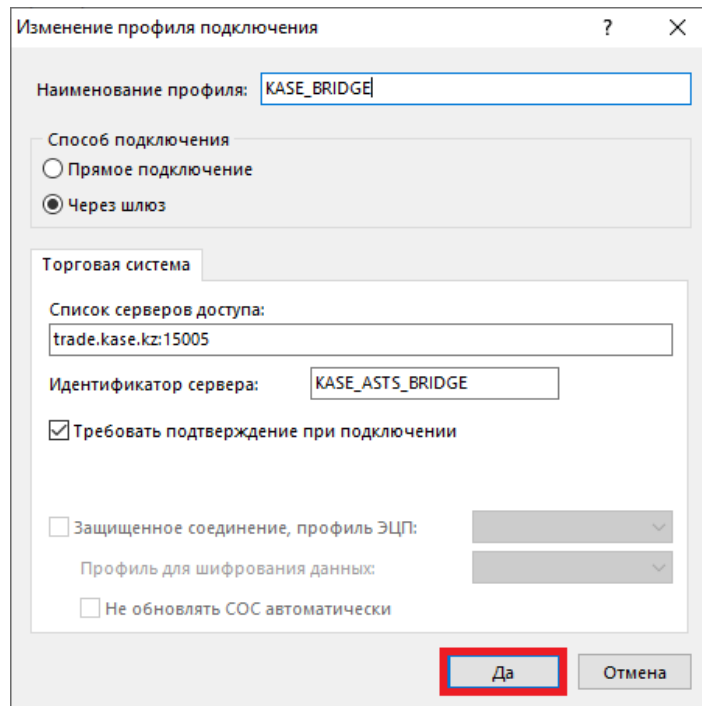 Изменение профиля подключения ?
Наименование профиля: KASE_BRIDGE
Способ подключения
Прямое подключение
Через шлюз
Торговая система
Список серверов доступа:
trade.kase.kz:15005
Идентификатор сервера: KASE_ASTS_BRIDGE
Требовать подтверждение при подключении
Защищенное соединение, профиль ЭЦП:
Профиль для шифрования данных:
Не обновлять СОС автоматически
Да Отмена